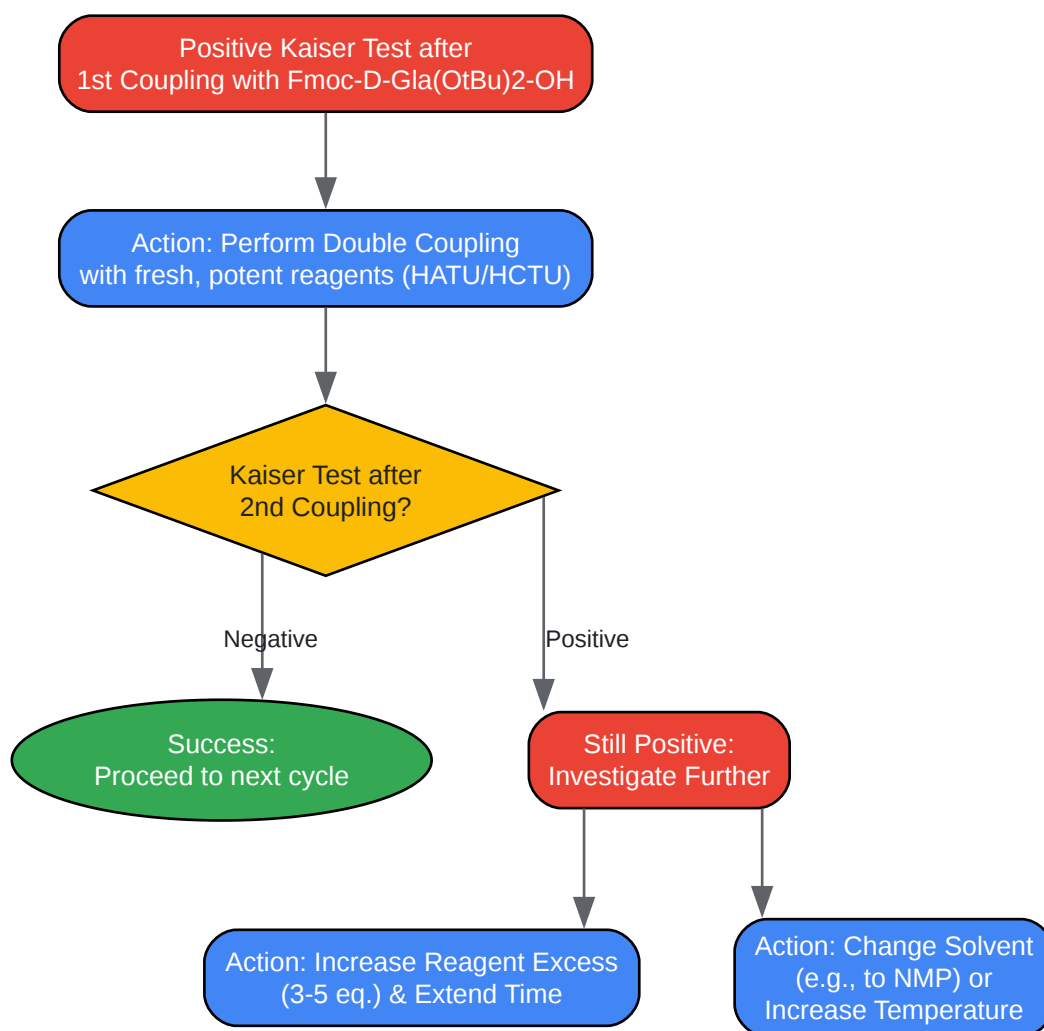 Positive Kaiser Test after
1st Coupling with Fmoc-D-Gla(OtBu)2-OH
Action: Perform Double Coupling
with fresh, potent reagents (HATU/HCTU)
Kaiser Test after
2nd Coupling?
Negative
Positive
Success:
Proceed to next cycle
Still Positive:
Investigate Further
Action: Increase Reagent Excess
(3-5 eq.) & Extend Time
Action: Change Solvent
(e.g., to NMP) or
Increase Temperature